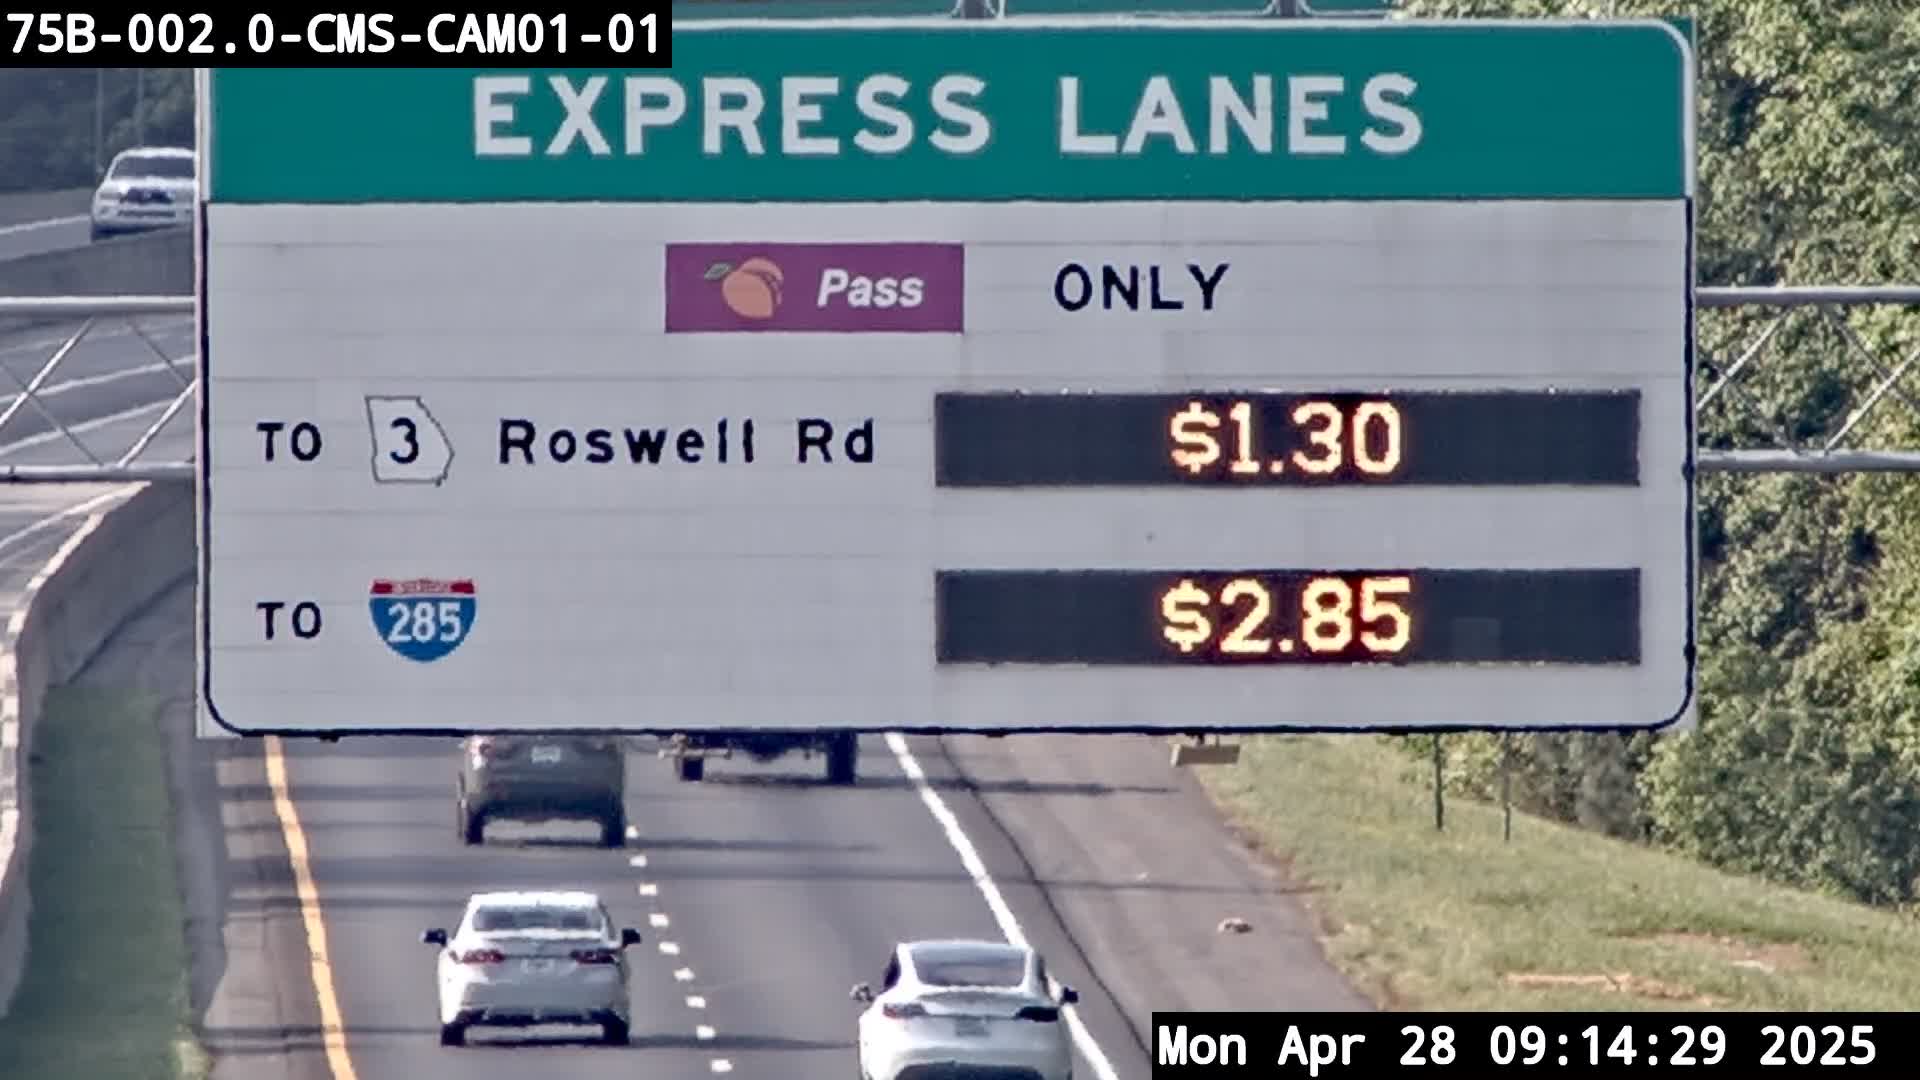 75B-002.0-CMS-CAM01-01
EXPRESS LANES
Pass ONLY
TO 3 Roswell Rd $1.30
TO 285 $2.85
Mon Apr 28 09:14:29 2025